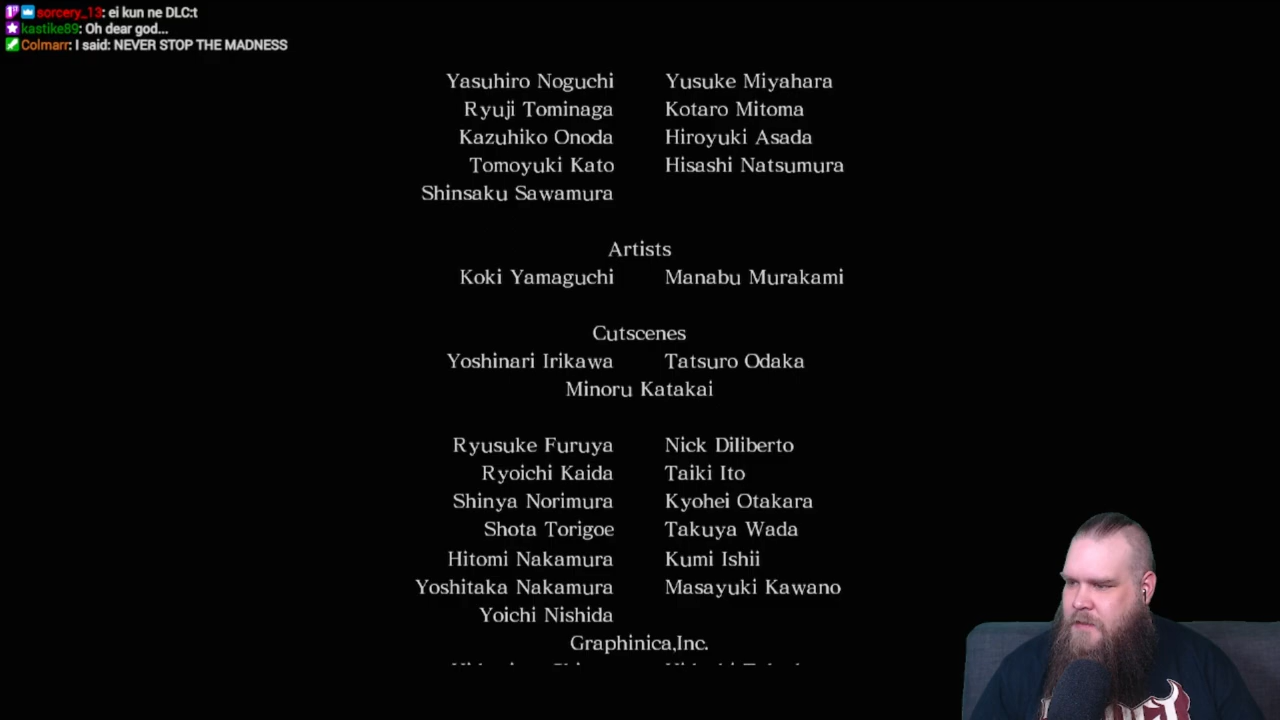 sorcery_13: ei kun ne DLC:t
kastike89: Oh dear god...
Colmarr: I said: NEVER STOP THE MADNESS
Yasuhiro Noguchi Yusuke Miyahara
Ryuji Tominaga Kotaro Mitoma
Kazuhiko Onoda Hiroyuki Asada
Tomoyuki Kato Hisashi Natsumura
Shinsaku Sawamura
Artists
Koki Yamaguchi Manabu Murakami
Cutscenes
Yoshinari Irikawa Tatsuro Odaka
Minoru Katakai
Ryusuke Furuya Nick Diliberto
Ryoichi Kaida Taiki Ito
Shinya Norimura Kyohei Otakara
Shota Torigoe Takuya Wada
Hitomi Nakamura Kumi Ishii
Yoshitaka Nakamura Masayuki Kawano
Yoichi Nishida
Graphinica,Inc.